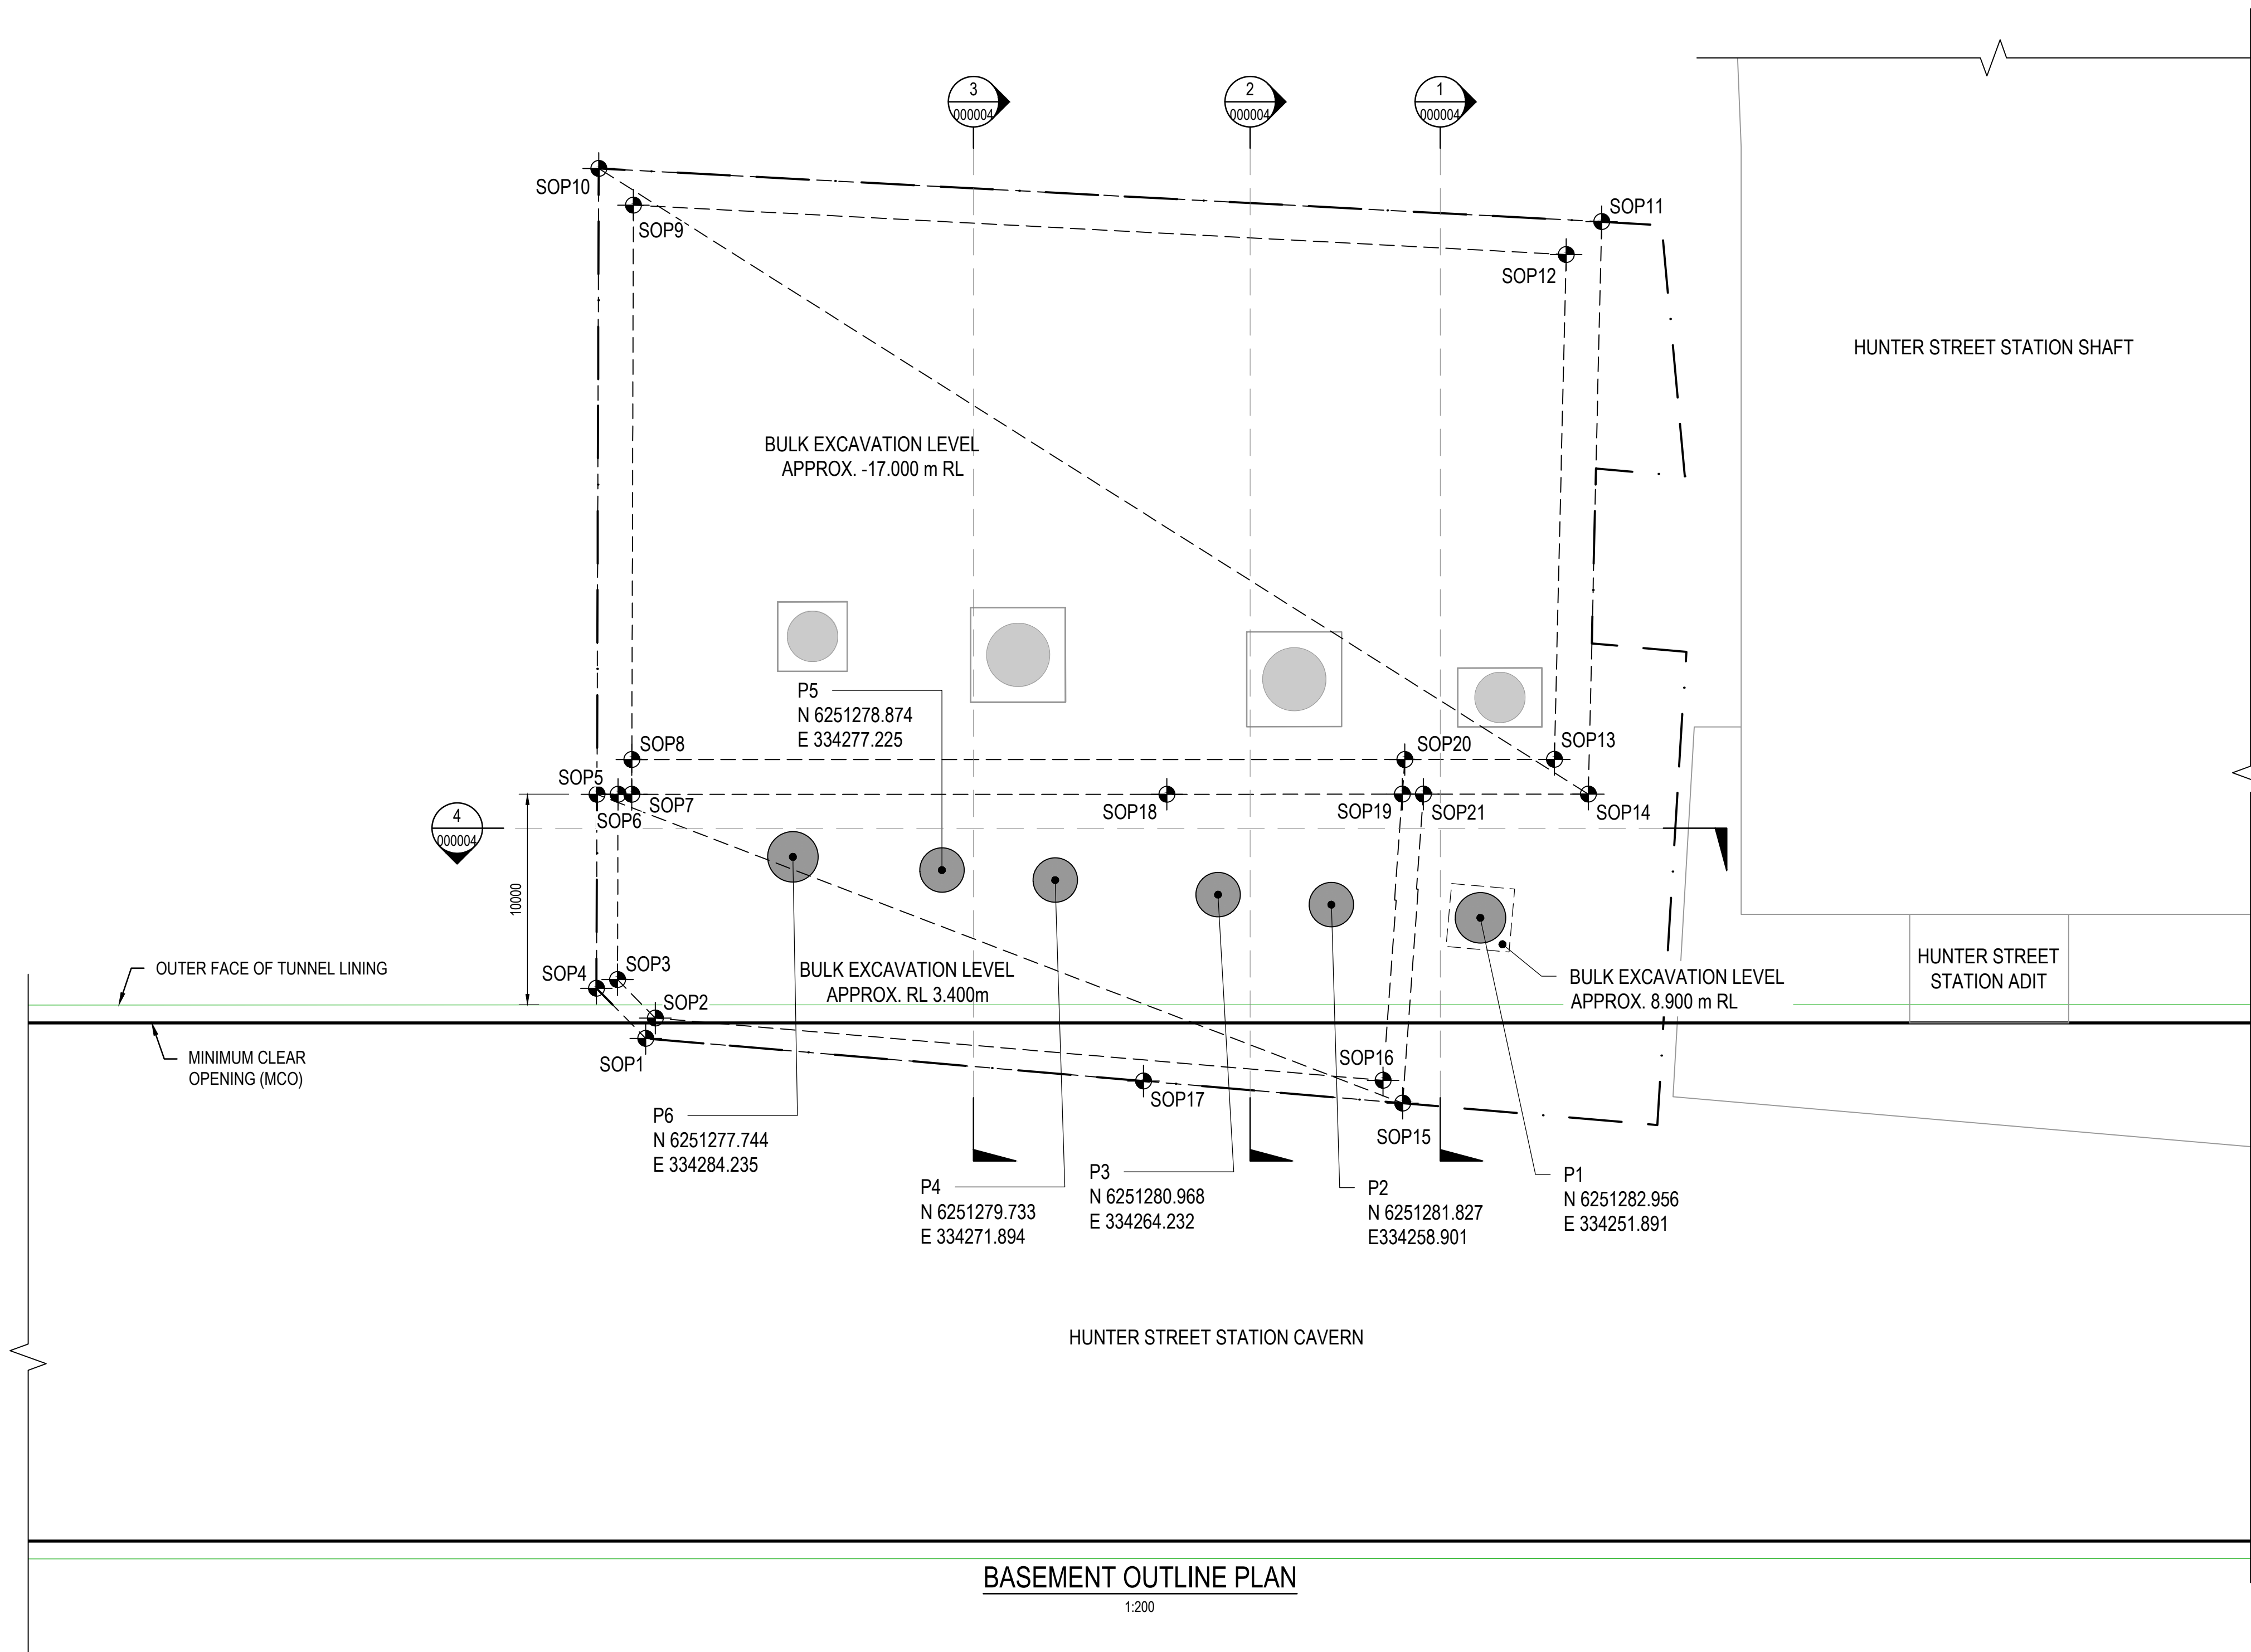 3
000004
2
000004
1
000004
SOP10
SOP9
SOP11
SOP12
HUNTER STREET STATION SHAFT
BULK EXCAVATION LEVEL
APPROX. -17.000 m RL
P5
N 6251278.874
E 334277.225
SOP8
SOP20
SOP13
SOP5
SOP6
SOP7
SOP18
SOP19
SOP21
SOP14
4
000004
10000
OUTER FACE OF TUNNEL LINING
SOP4
SOP3
SOP2
SOP1
BULK EXCAVATION LEVEL
APPROX. RL 3.400m
BULK EXCAVATION LEVEL
APPROX. 8.900 m RL
HUNTER STREET
STATION ADIT
MINIMUM CLEAR
OPENING (MCO)
SOP16
SOP17
SOP15
P6
N 6251277.744
E 334284.235
P4
N 6251279.733
E 334271.894
P3
N 6251280.968
E 334264.232
P2
N 6251281.827
E334258.901
P1
N 6251282.956
E 334251.891
HUNTER STREET STATION CAVERN
BASEMENT OUTLINE PLAN
1:200